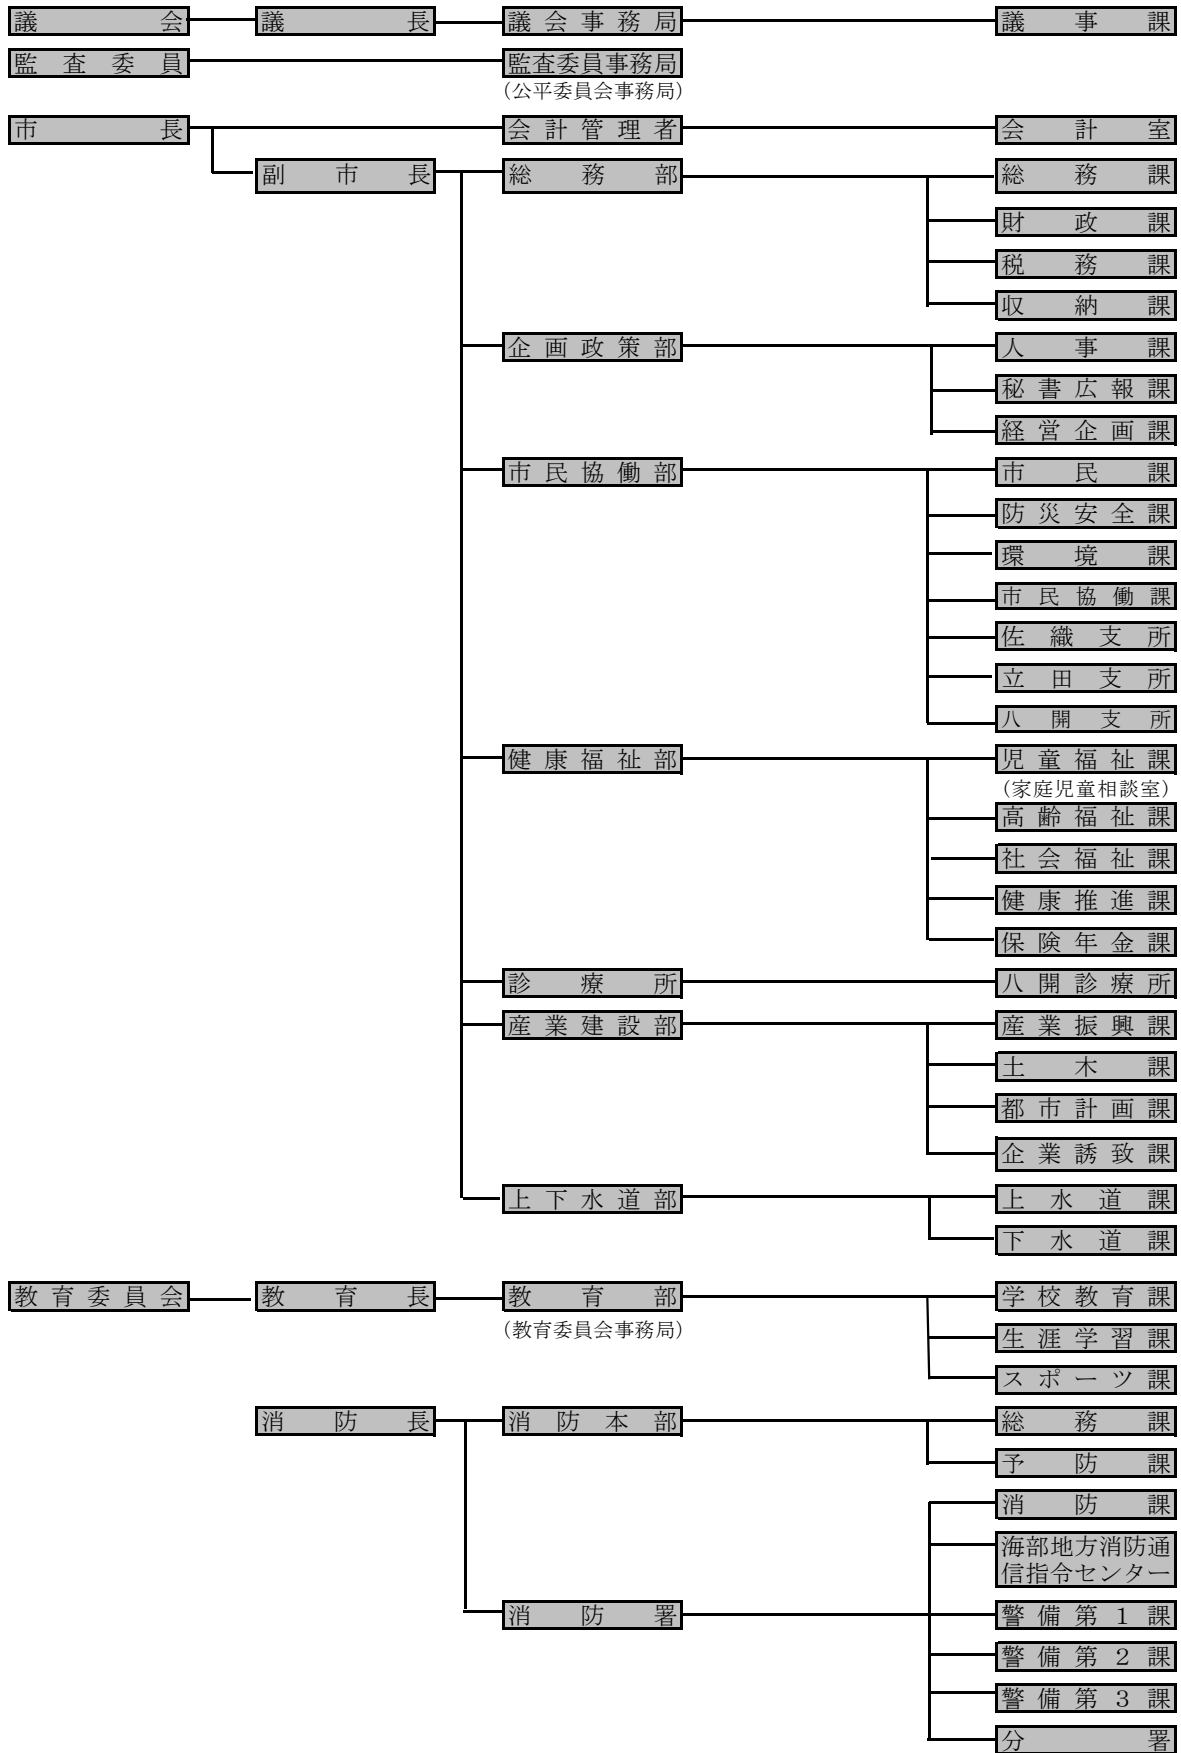 議会 議長 議会事務局 議事課
監査委員 監査委員事務局
（公平委員会事務局）
市長 会計管理者 会計室
副市長 総務部 総務課
財政課
税務課
収納課
企画政策部 人事課
秘書広報課
経営企画課
市民協働部 市民課
防災安全課
環境課
市民協働課
佐織支所
立田支所
八開支所
健康福祉部 児童福祉課
（家庭児童相談室）
高齢福祉課
社会福祉課
健康推進課
保険年金課
診療所 八開診療所
産業建設部 産業振興課
土木課
都市計画課
企業誘致課
上下水道部 上水道課
下水道課
教育委員会 教育長 教育部 学校教育課
（教育委員会事務局）
生涯学習課
スポーツ課
消防長 消防本部 総務課
予防課
消防課
海部地方消防通
信指令センター
消防署 警備第１課
警備第２課
警備第３課
分署